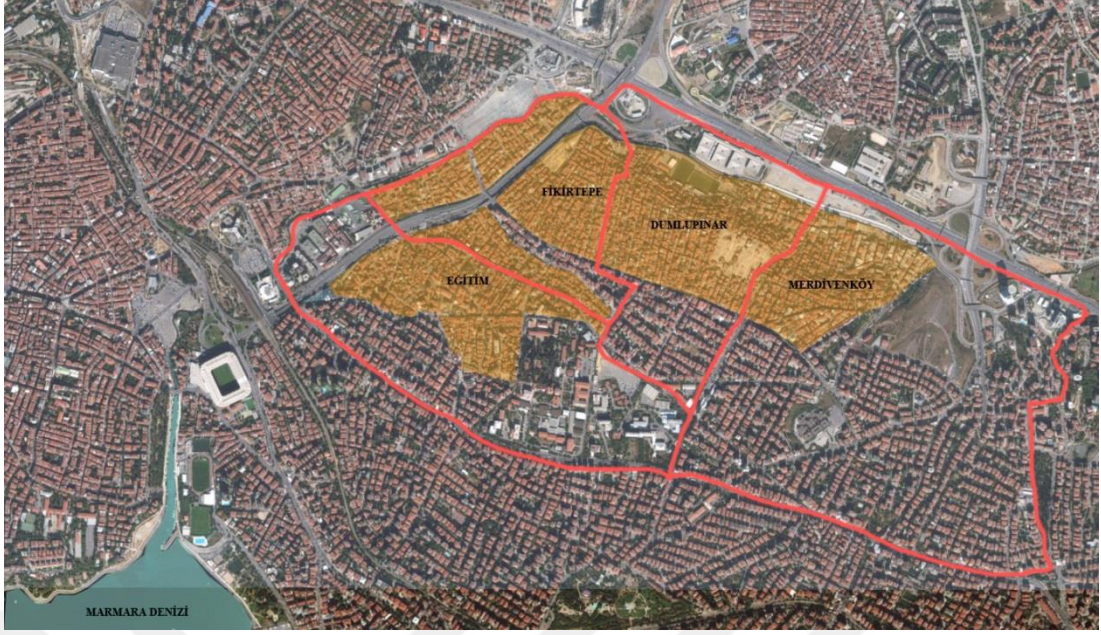 FİKİRTEPE
DUMLUPINAR
EĞİTİM
MERDİVENKÖY
MARMARA DENİZİ